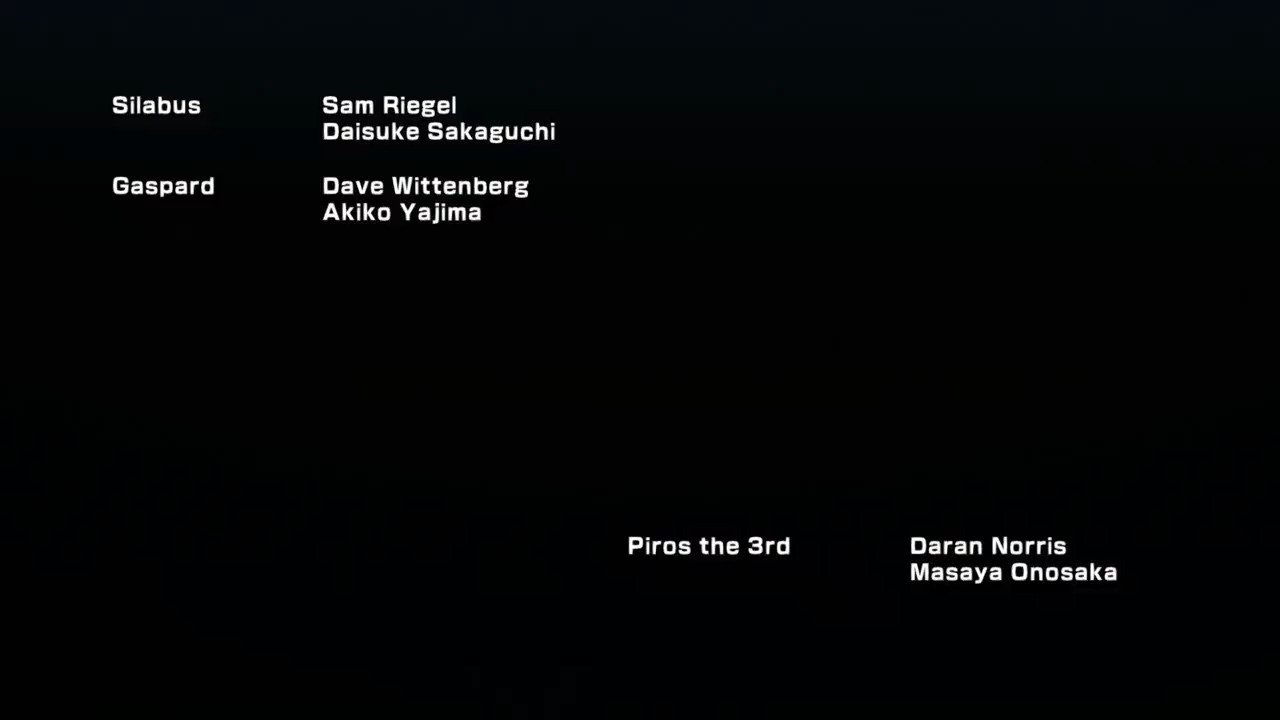 Silabus Sam Riegel
Daisuke Sakaguchi
Gaspard Dave Wittenberg
Akiko Yajima
Piros the 3rd Daran Norris
Masaya Onosaka